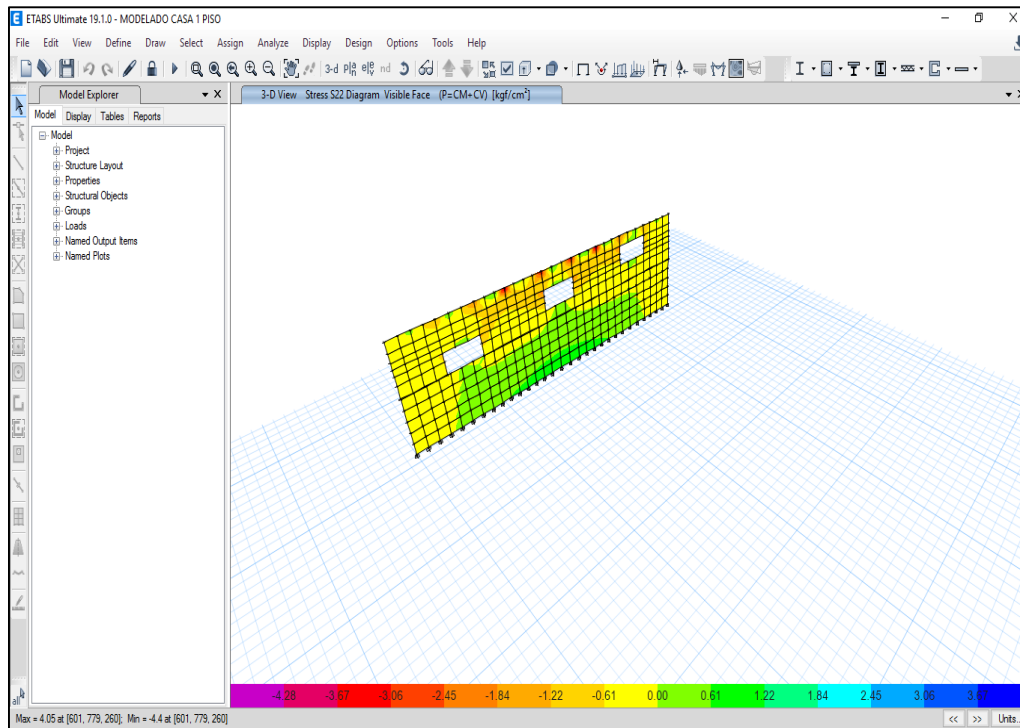 ETABS Ultimate 19.1.0 - MODELADO CASA 1 PISO
File Edit View Define Draw Select Assign Analyze Display Design Options Tools Help
3-d
nd
Model Explorer
3-D View Stress S22 Diagram Visible Face (P=CM+CV) [kgf/cm²]
Model Display Tables Reports
Model
Project
Structure Layout
Properties
Structural Objects
Groups
Loads
Named Output Items
Named Plots
all
-4.28 -3.67 -3.06 -2.45 -1.84 -1.22 -0.61 0.00 0.61 1.22 1.84 2.45 3.06
Max = 4.05 at [601, 779, 260]; Min = -4.4 at [601, 779, 260]
<< >> Units...